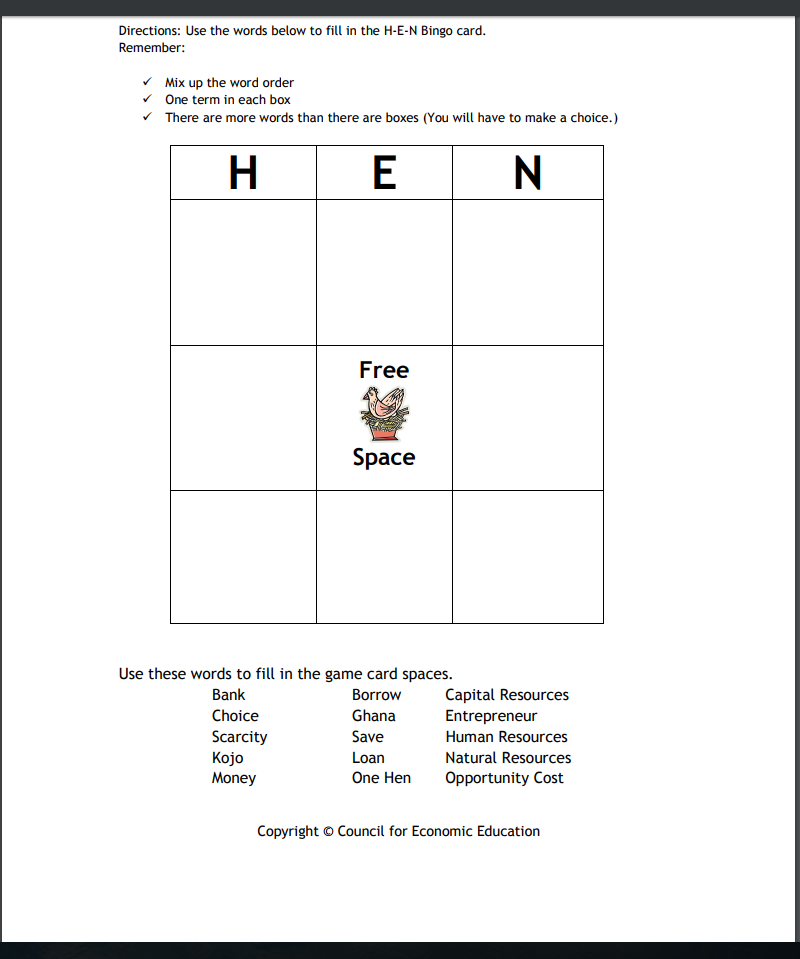 Directions: Use the words below to fill in the H-E-N Bingo card.
Remember:
✓ Mix up the word order
✓ One term in each box
✓ There are more words than there are boxes (You will have to make a choice.)
H E N
Free
Space
Use these words to fill in the game card spaces.
Bank Borrow Capital Resources
Choice Ghana Entrepreneur
Scarcity Save Human Resources
Kojo Loan Natural Resources
Money One Hen Opportunity Cost
Copyright © Council for Economic Education